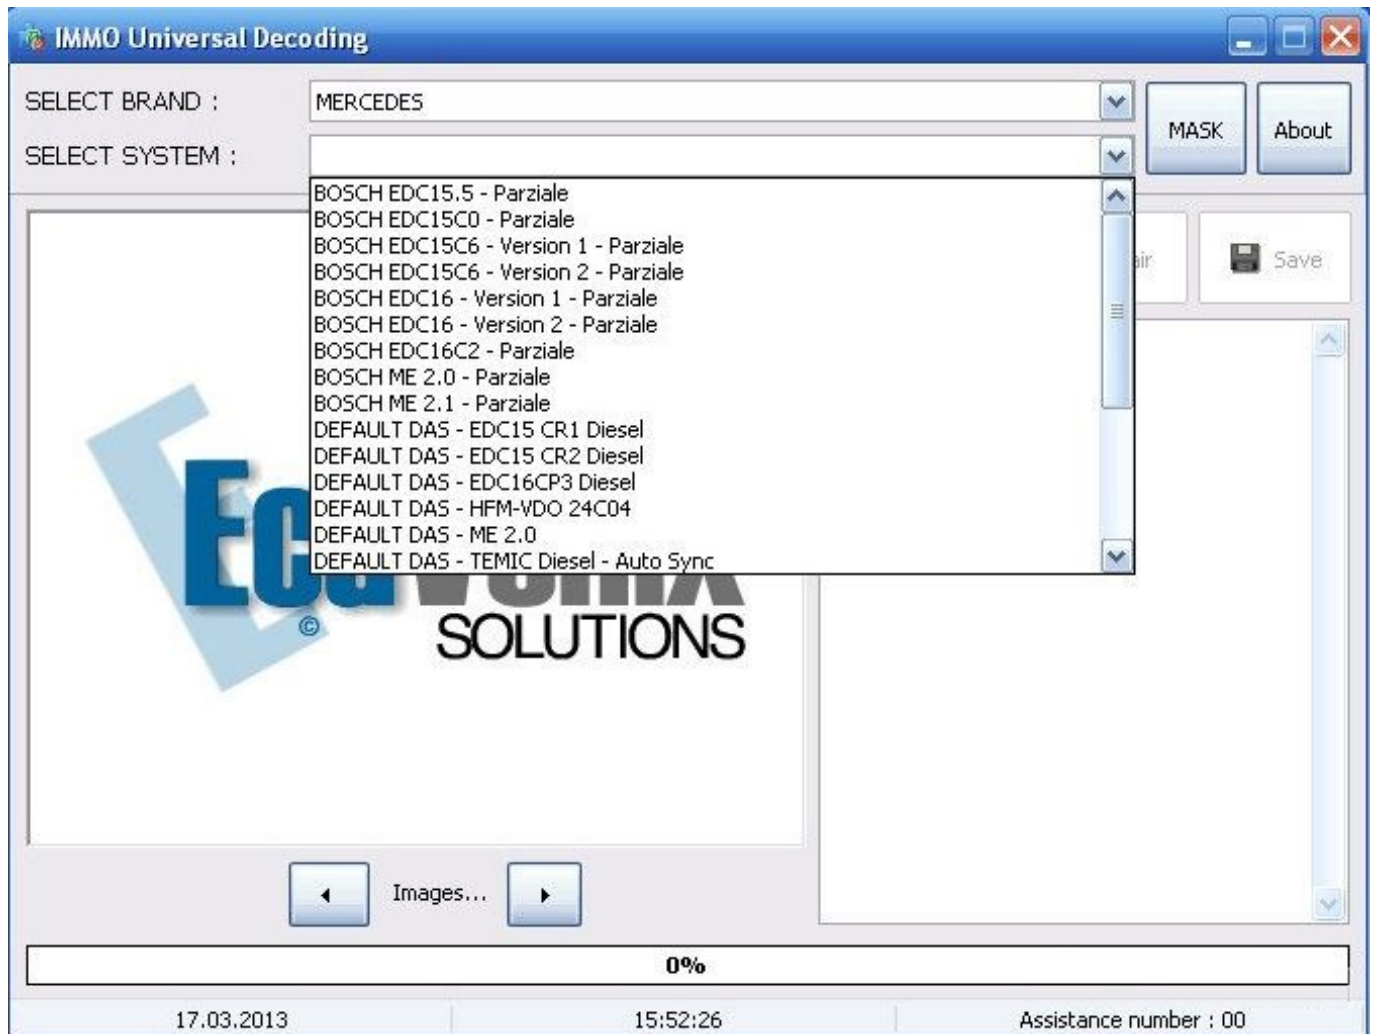 IMMO Universal Decoding
SELECT BRAND :
MERCEDES
MASK
About
SELECT SYSTEM :
BOSCH EDC15.5 - Parziale
BOSCH EDC15C0 - Parziale
BOSCH EDC15C6 - Version 1 - Parziale
BOSCH EDC15C6 - Version 2 - Parziale
BOSCH EDC16 - Version 1 - Parziale
BOSCH EDC16 - Version 2 - Parziale
BOSCH EDC16C2 - Parziale
BOSCH ME 2.0 - Parziale
BOSCH ME 2.1 - Parziale
DEFAULT DAS - EDC15 CR1 Diesel
DEFAULT DAS - EDC15 CR2 Diesel
DEFAULT DAS - EDC16CP3 Diesel
DEFAULT DAS - HFM-VDO 24C04
DEFAULT DAS - ME 2.0
DEFAULT DAS - TEMIC Diesel - Auto Sync
Save
©
SOLUTIONS
Images...
0%
17.03.2013
15:52:26
Assistance number : 00